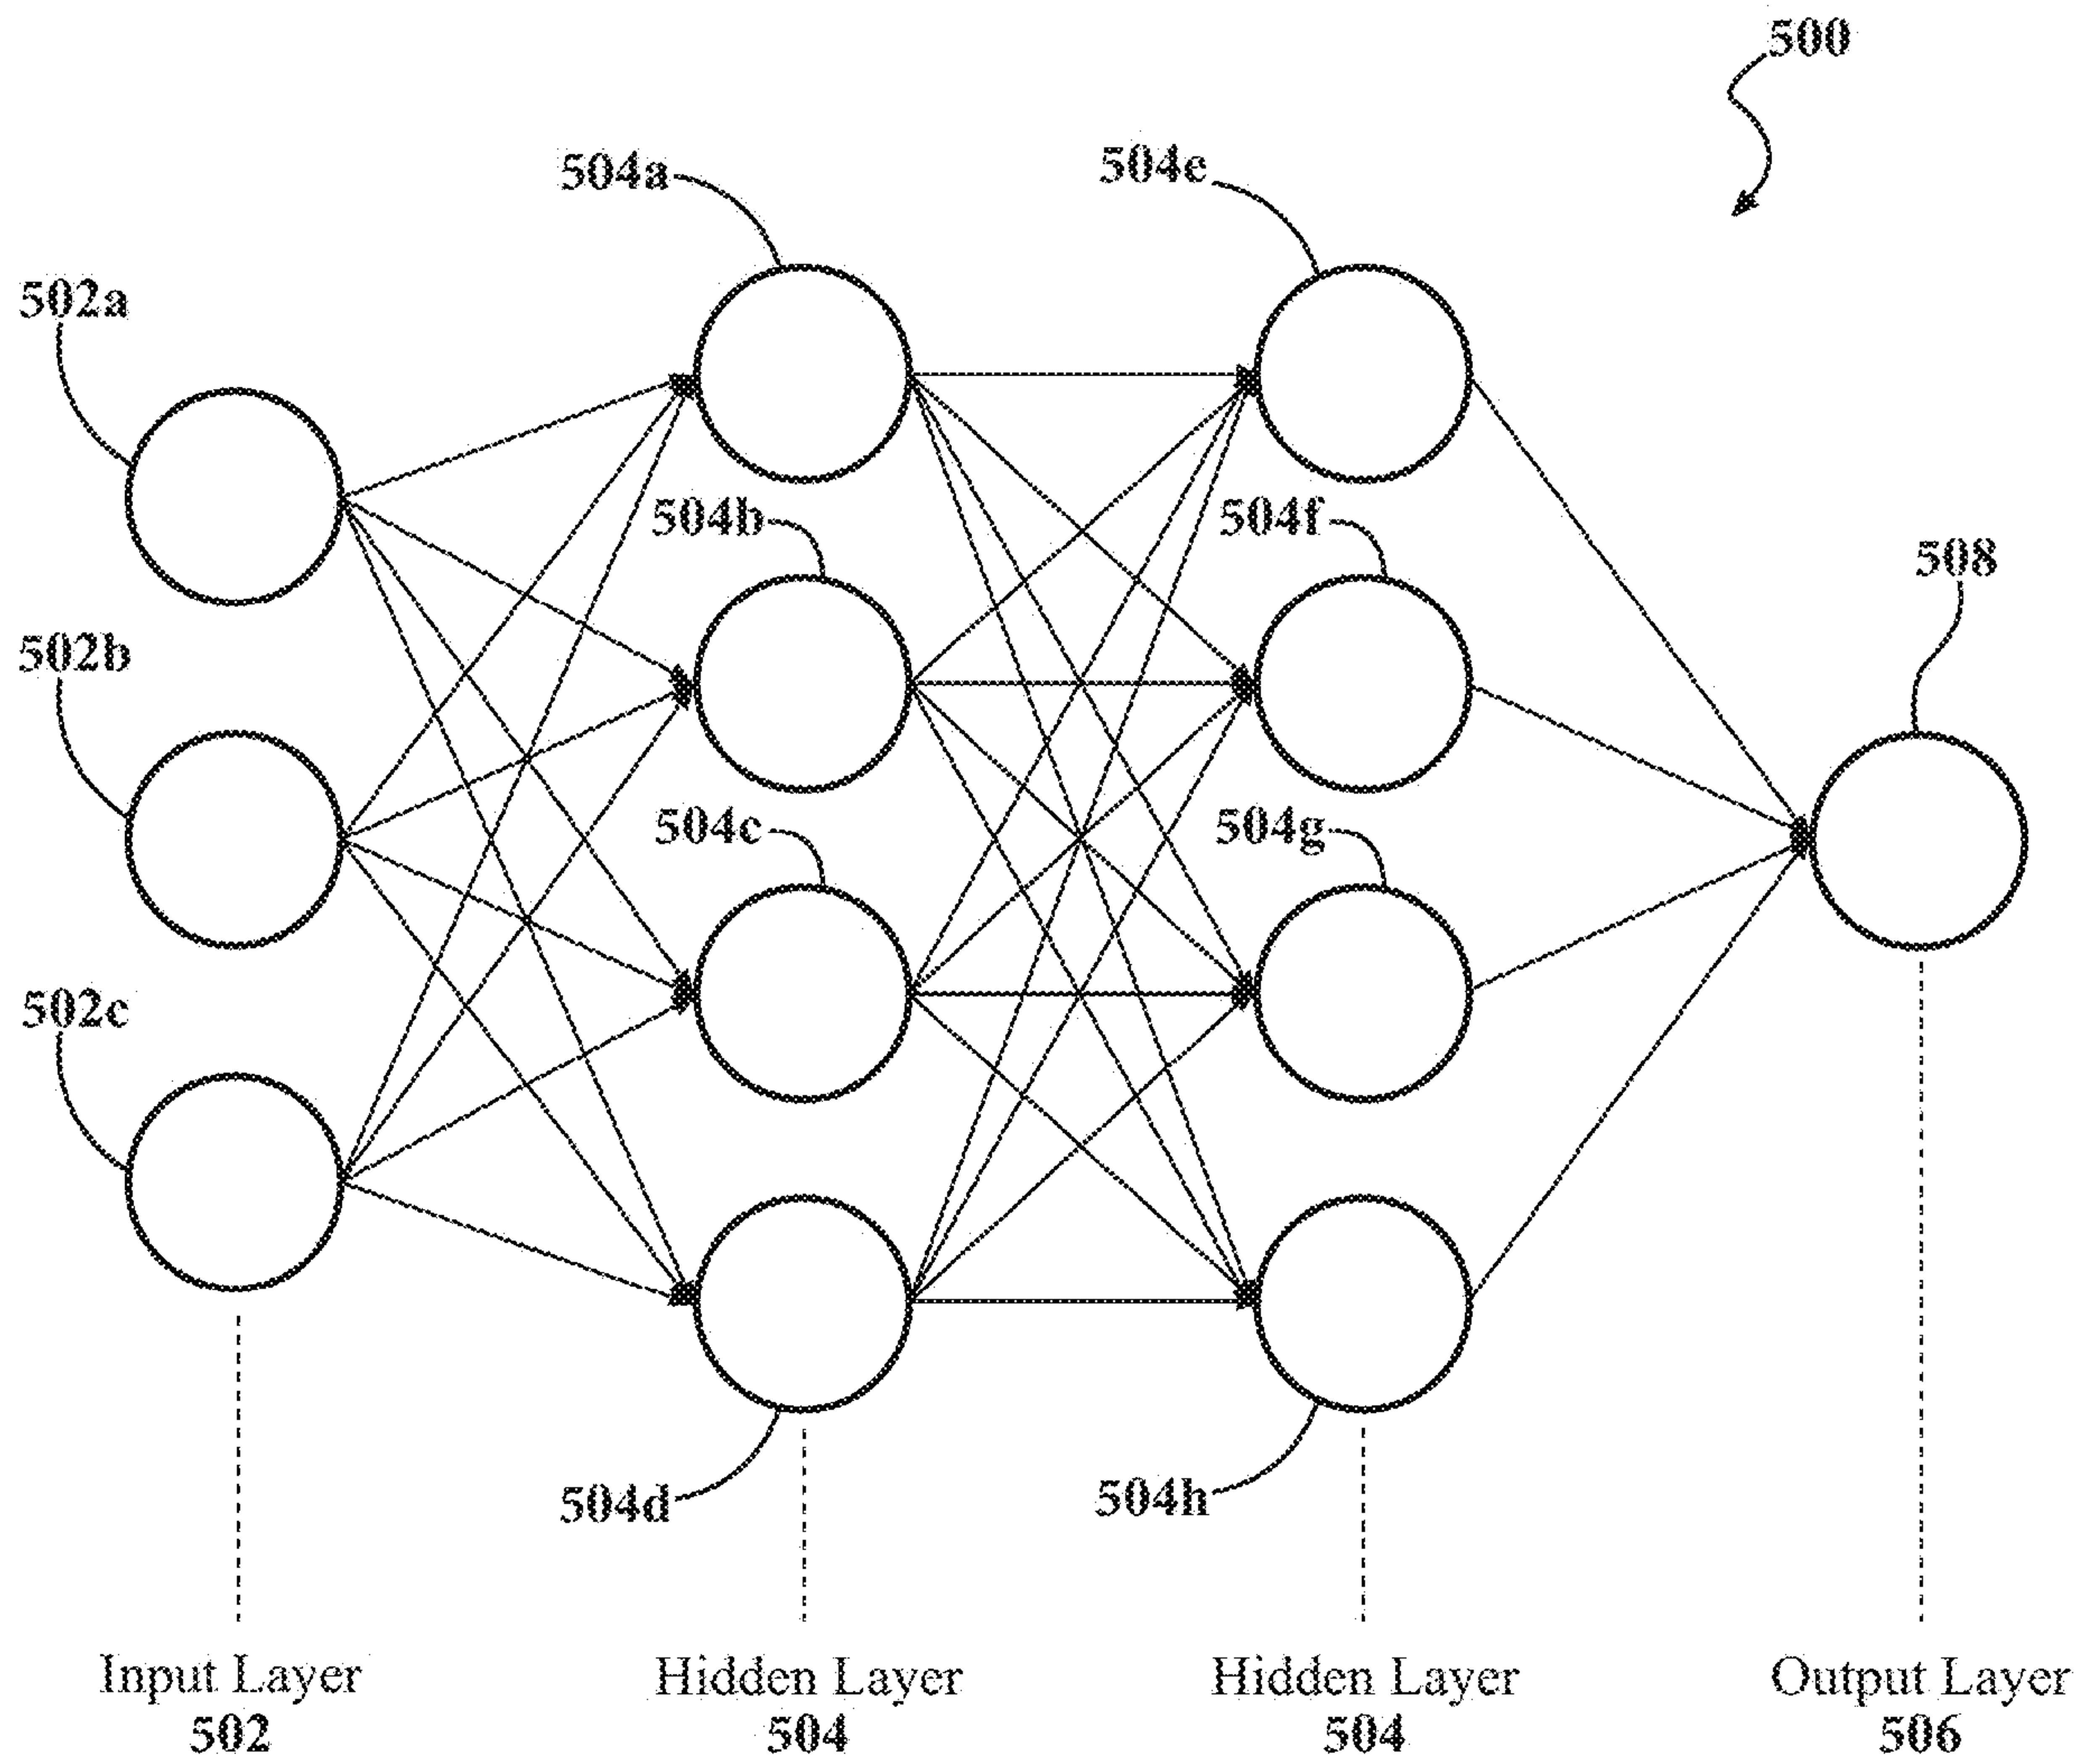 500
504a
504e
502a
504b
504f
508
502b
504c
504g
502c
504d
504h
Input Layer
502
Hidden Layer
504
Hidden Layer
504
Output Layer
506